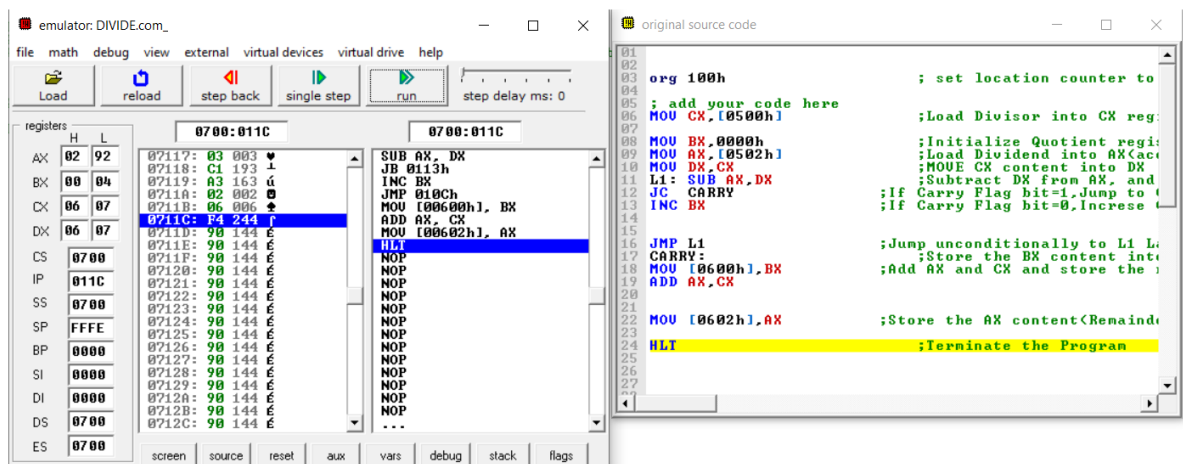 emulator: DIVIDE.com_
file math debug view external virtual devices virtual drive help
Load reload step back single step run step delay ms: 0
registers
H L
0700:011C 0700:011C
AX 02 92
BX 00 04
CX 06 07
DX 06 07
CS 0700
IP 011C
SS 0700
SP FFFE
BP 0000
SI 0000
DI 0000
DS 0700
ES 0700
07117: 03 003 ♥
07118: C1 193 ┴
07119: A3 163 ú
0711A: 02 002 ☻
0711B: 06 006 ♠
0711C: F4 244 ⌠
0711D: 90 144 É
0711E: 90 144 É
0711F: 90 144 É
07120: 90 144 É
07121: 90 144 É
07122: 90 144 É
07123: 90 144 É
07124: 90 144 É
07125: 90 144 É
07126: 90 144 É
07127: 90 144 É
07128: 90 144 É
07129: 90 144 É
0712A: 90 144 É
0712B: 90 144 É
0712C: 90 144 É
SUB AX, DX
JB 0113h
INC BX
JMP 010Ch
MOV [00600h], BX
ADD AX, CX
MOV [00602h], AX
HLT
NOP
NOP
NOP
NOP
NOP
NOP
NOP
NOP
NOP
NOP
NOP
NOP
NOP
...
screen source reset aux vars debug stack flags
original source code
01
02
03 org 100h ; set location counter to
04
05 ; add your code here
06 MOV CX,[0500h] ;Load Divisor into CX
07
08 MOV BX,0000h ;Initialize Quotient
09 MOV AX,[0502h] ;Load Dividend into
10 MOV DX,CX ;MOVE CX content into DX
11 L1: SUB AX,DX ;Subtract DX from AX, and
12 JC CARRY ;If Carry Flag bit=1,Jump to
13 INC BX ;If Carry Flag bit=0,Increse
14
15
16 JMP L1 ;Jump unconditionally to L1
17 CARRY: ;Store the BX content
18 MOV [0600h],BX ;Add AX and CX and store the
19 ADD AX,CX
20
21
22 MOV [0602h],AX ;Store the AX content
23
24 HLT ;Terminate the Program
25
26
27